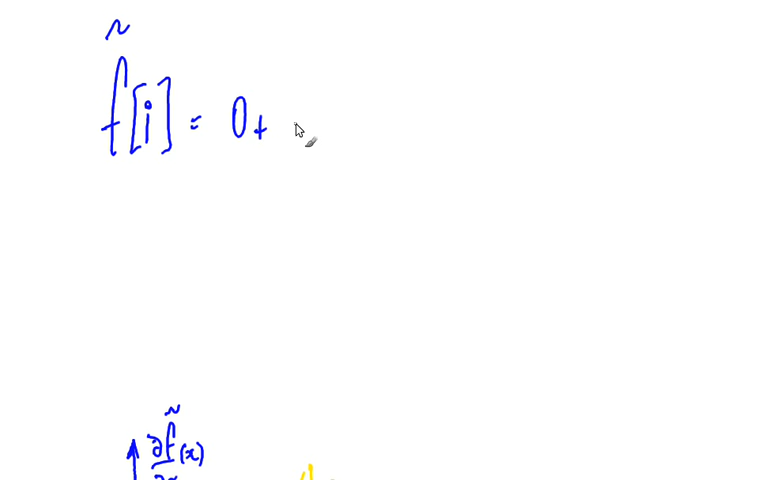 f̃[i] = 0+
∂f̃(x)